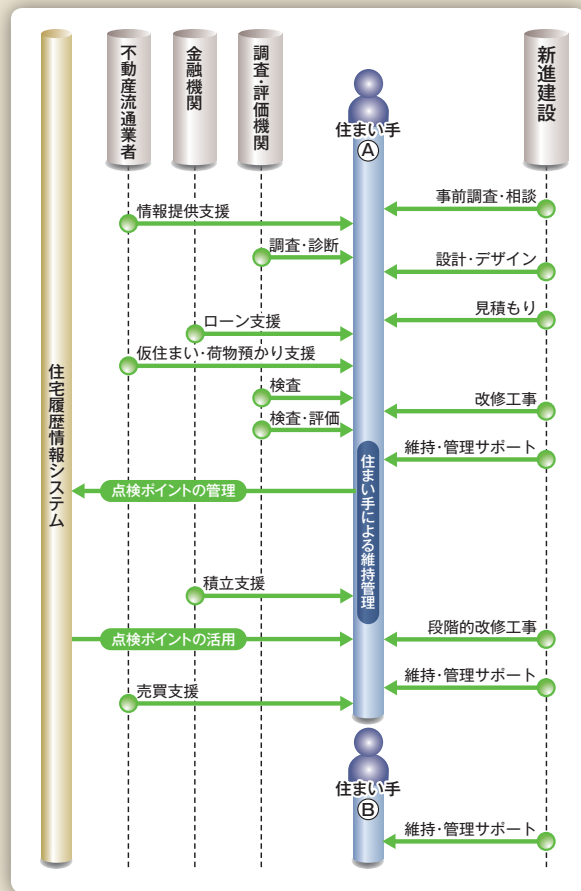 不動産流通業者
金融機関
調査・評価機関
住まい手
Ⓐ
新進建設
事前調査・相談
情報提供支援
調査・診断
設計・デザイン
見積もり
ローン支援
仮住まい・荷物預かり支援
検査
改修工事
検査・評価
維持・管理サポート
住宅履歴情報システム
住まい手による維持管理
点検ポイントの管理
積立支援
段階的改修工事
点検ポイントの活用
維持・管理サポート
売買支援
住まい手
Ⓑ
維持・管理サポート